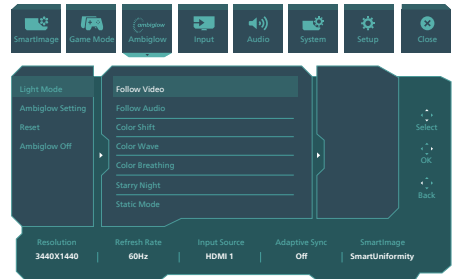 SmartImage
Game Mode
ambiglow
Ambiglow
Input
Audio
System
Setup
Close
Light Mode
Ambiglow Setting
Reset
Ambiglow Off
Follow Video
Follow Audio
Color Shift
Color Wave
Color Breathing
Starry Night
Static Mode
Select
OK
Back
Resolution
3440X1440
Refresh Rate
60Hz
Input Source
HDMI 1
Adaptive Sync
Off
SmartImage
SmartUniformity